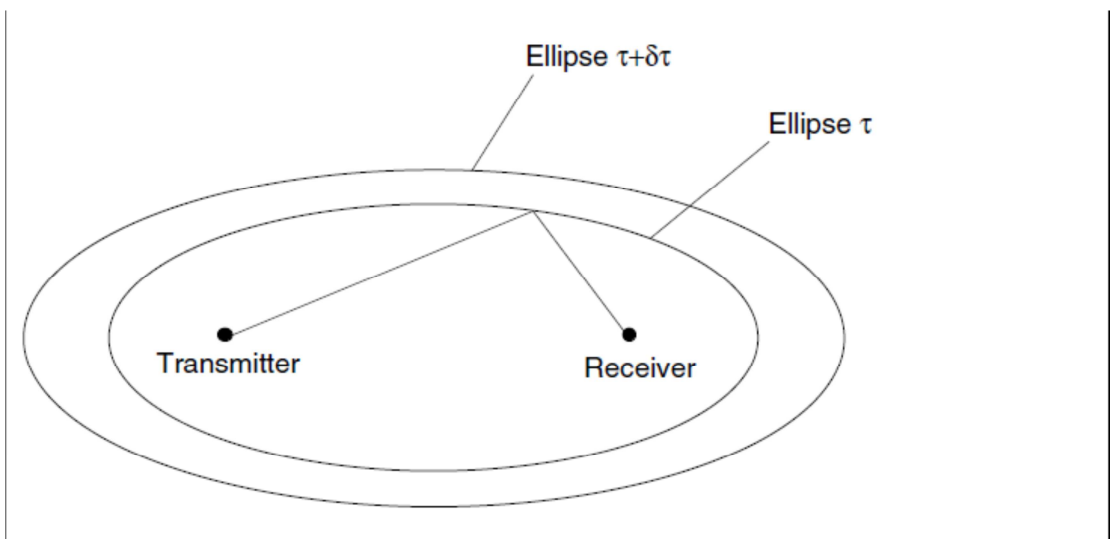 Ellipse τ+δτ
Ellipse τ
Transmitter
Receiver